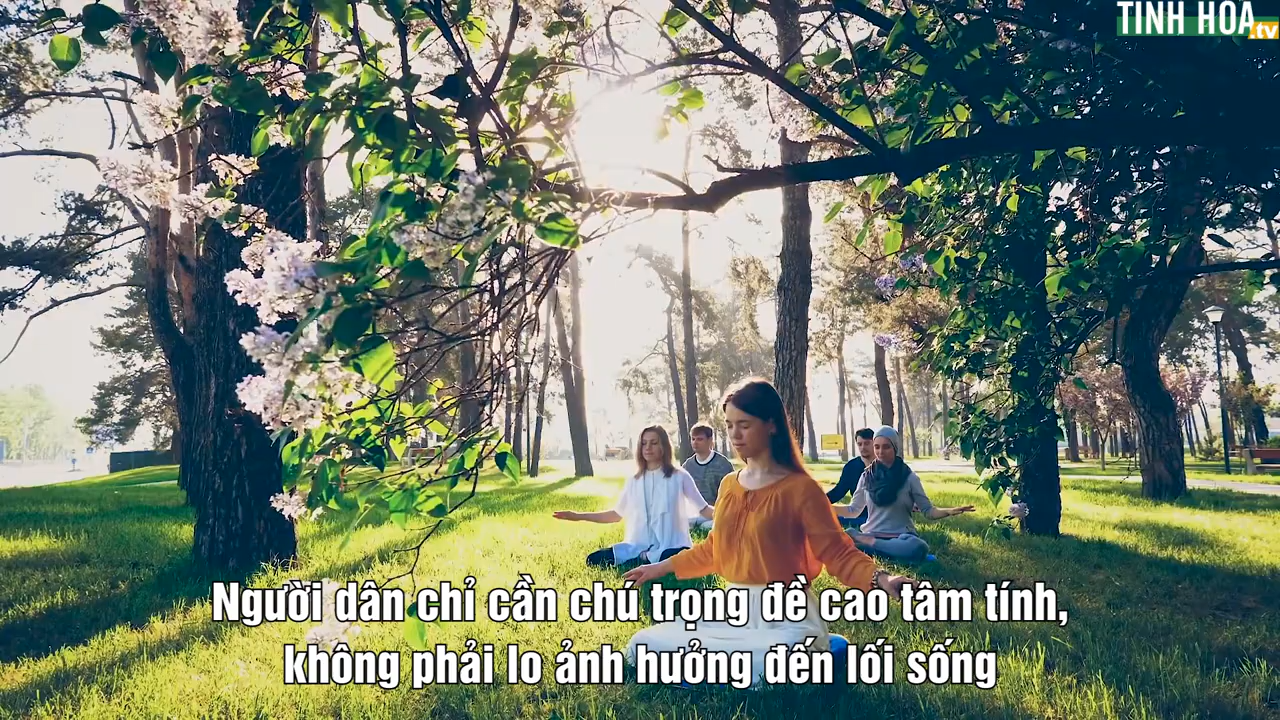 TINH HOA
.tv
Người dân chỉ cần chú trọng đề cao tâm tính,
không phải lo ảnh hưởng đến lối sống